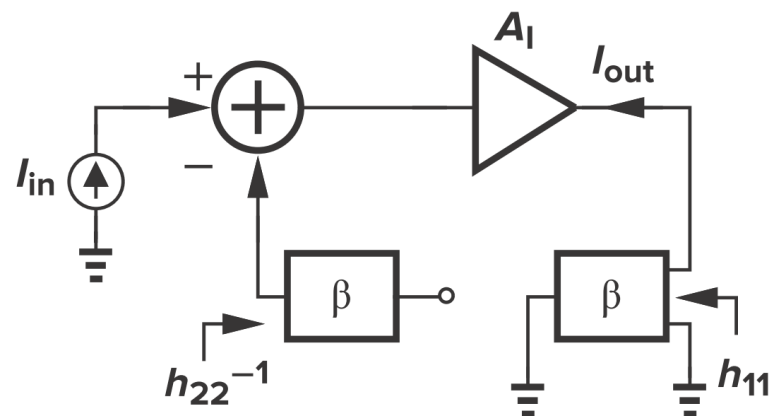 A_I
I_out
+
−
I_in
β
β
h_22^−1
h_11